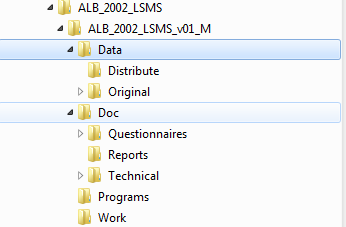 ALB_2002_LSMS
ALB_2002_LSMS_v01_M
Data
Distribute
Original
Doc
Questionnaires
Reports
Technical
Programs
Work